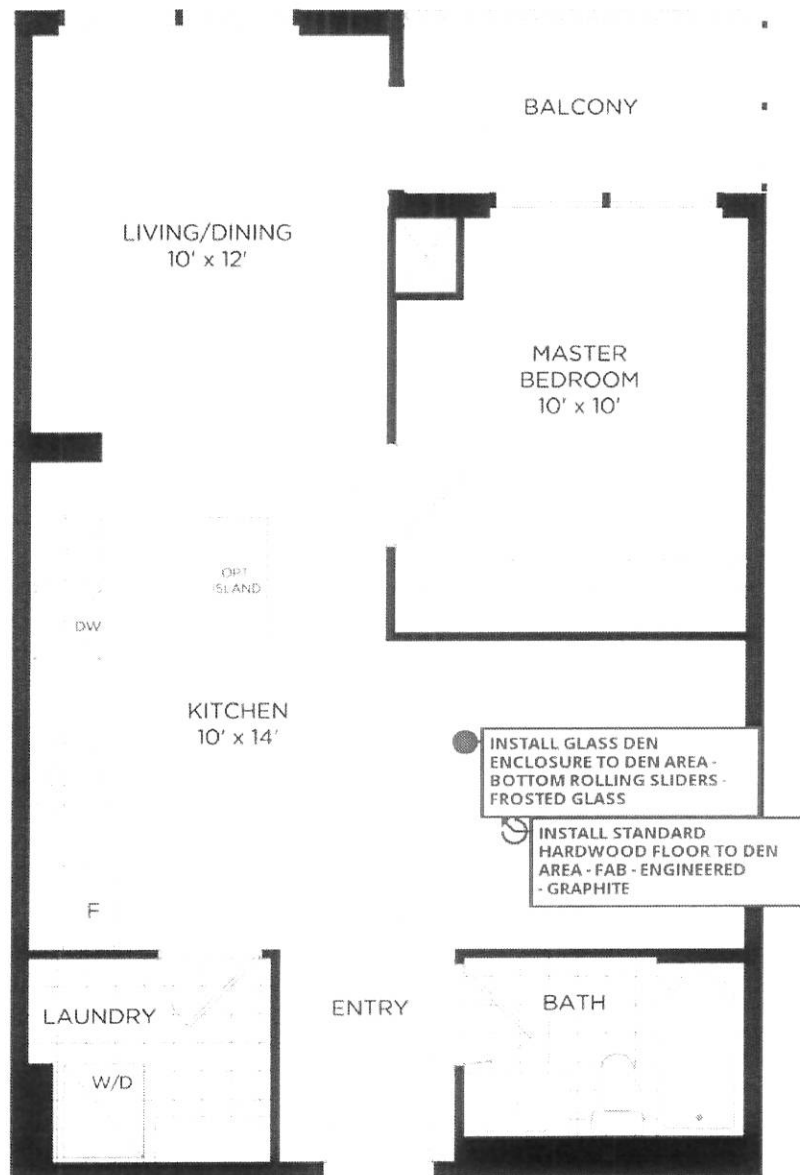 BALCONY
LIVING/DINING
10' x 12'
MASTER
BEDROOM
10' x 10'
OPT
ISLAND
DW
KITCHEN
10' x 14'
INSTALL GLASS DEN
ENCLOSURE TO DEN AREA -
BOTTOM ROLLING SLIDERS -
FROSTED GLASS
INSTALL STANDARD
HARDWOOD FLOOR TO DEN
AREA - FAB - ENGINEERED
- GRAPHITE
F
LAUNDRY
ENTRY
BATH
W/D